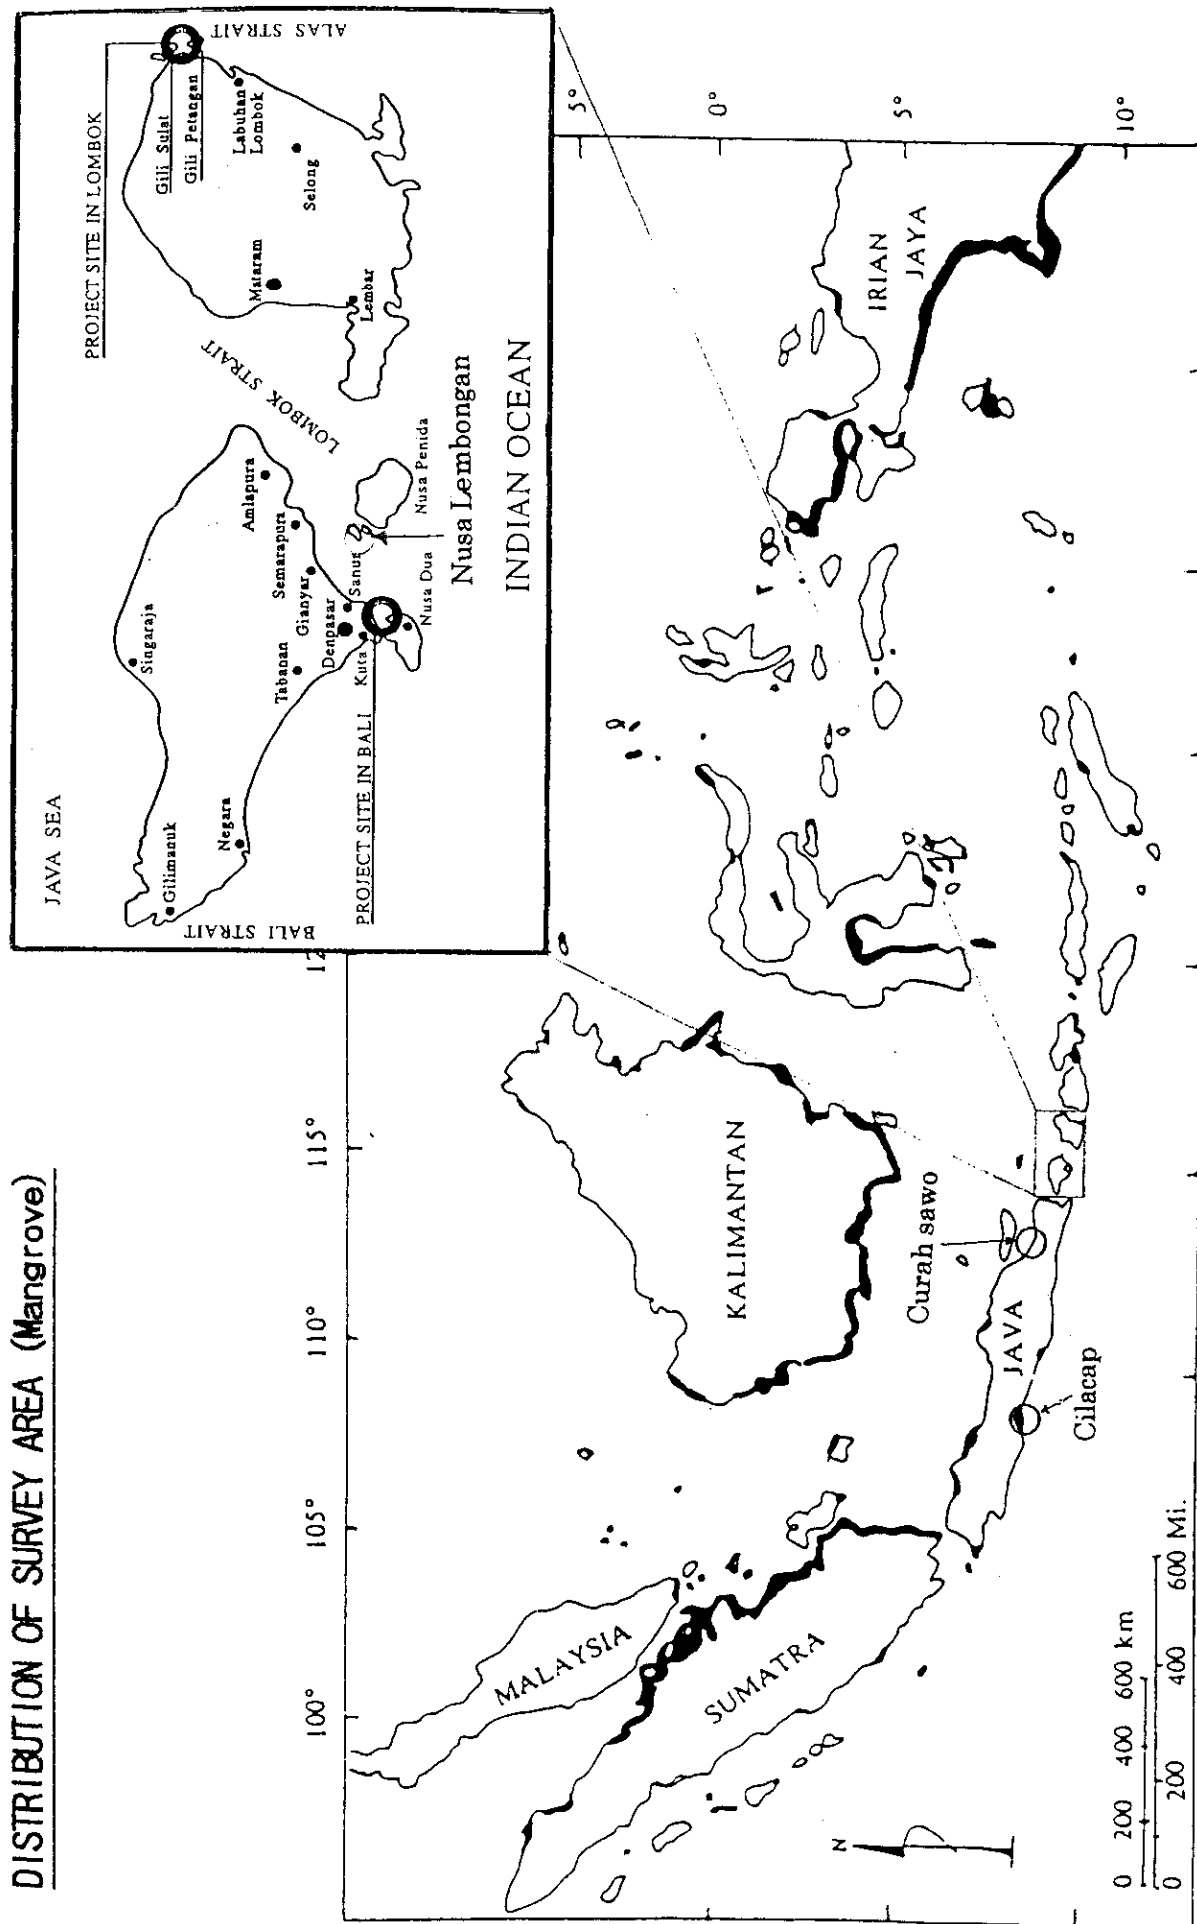 DISTRIBUTION OF SURVEY AREA (Mangrove)
JAVA SEA
BALI STRAIT
Gilimanuk
Negara
Singaraja
Tabanan
Denpasar
Kuta
Gianyar
Semarapura
Amlapura
Sanur
Nusa Dua
Nusa Penida
PROJECT SITE IN BALI
Nusa Lembongan
INDIAN OCEAN
LOMBOK STRAIT
PROJECT SITE IN LOMBOK
Gili Sulat
Gili Petangan
Labuhan
Lombok
Selong
Mataram
Lembar
ALAS STRAIT
100°
105°
110°
115°
12
5°
0°
5°
10°
MALAYSIA
SUMATRA
KALIMANTAN
JAVA
Curah sawo
Cilacap
IRIAN
JAYA
N
0 200 400 600 km
0 200 400 600 Mi.